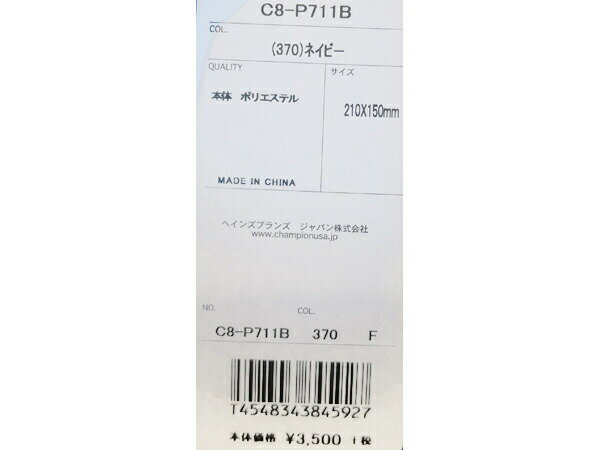 C8-P711B
COL.
(370)ネイビー
QUALITY サイズ
本体 ポリエステル
210X150mm
MADE IN CHINA
ヘインズブランズ ジャパン株式会社
www.championusa.jp
NO. COL.
C8-P711B 370 F
T4548343845927
本体価格 ¥3,500 +税